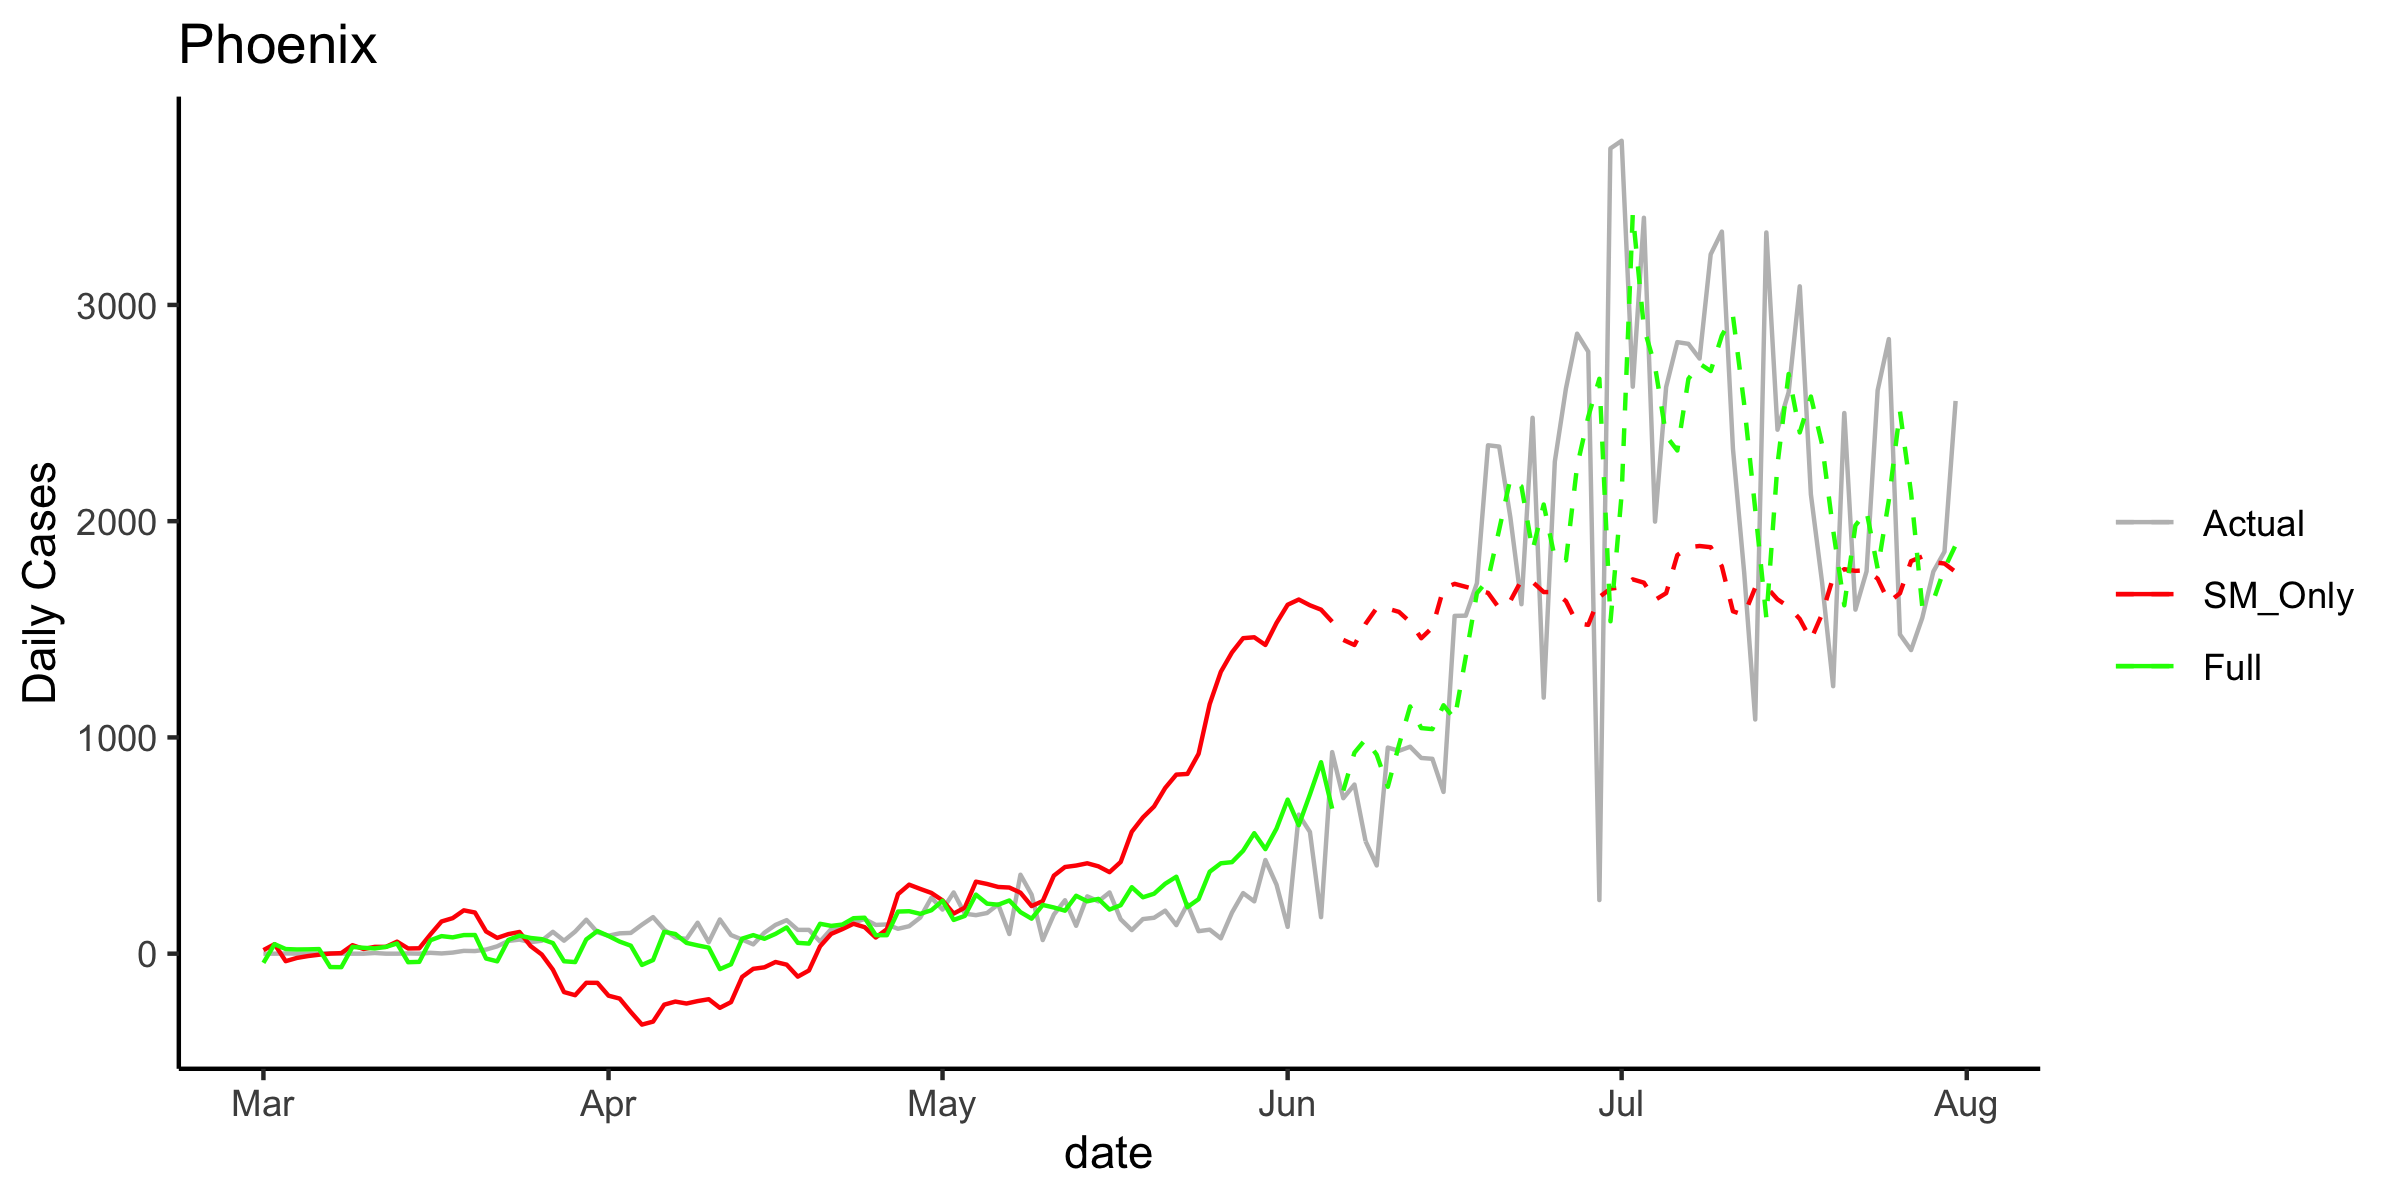 Phoenix
Daily Cases
3000
2000
1000
0
Mar Apr May Jun Jul Aug
date
Actual
SM_Only
Full